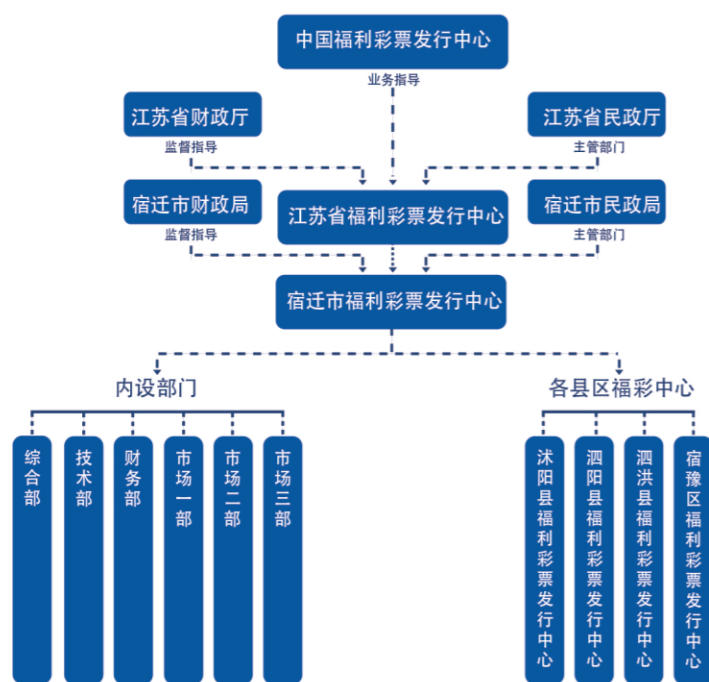 中国福利彩票发行中心
业务指导
江苏省财政厅
江苏省民政厅
监督指导
主管部门
宿迁市财政局
江苏省福利彩票发行中心
宿迁市民政局
监督指导
主管部门
宿迁市福利彩票发行中心
内设部门
各县区福彩中心
综合部
技术部
财务部
市场一部
市场二部
市场三部
沭阳县福利彩票发行中心
泗阳县福利彩票发行中心
泗洪县福利彩票发行中心
宿豫区福利彩票发行中心